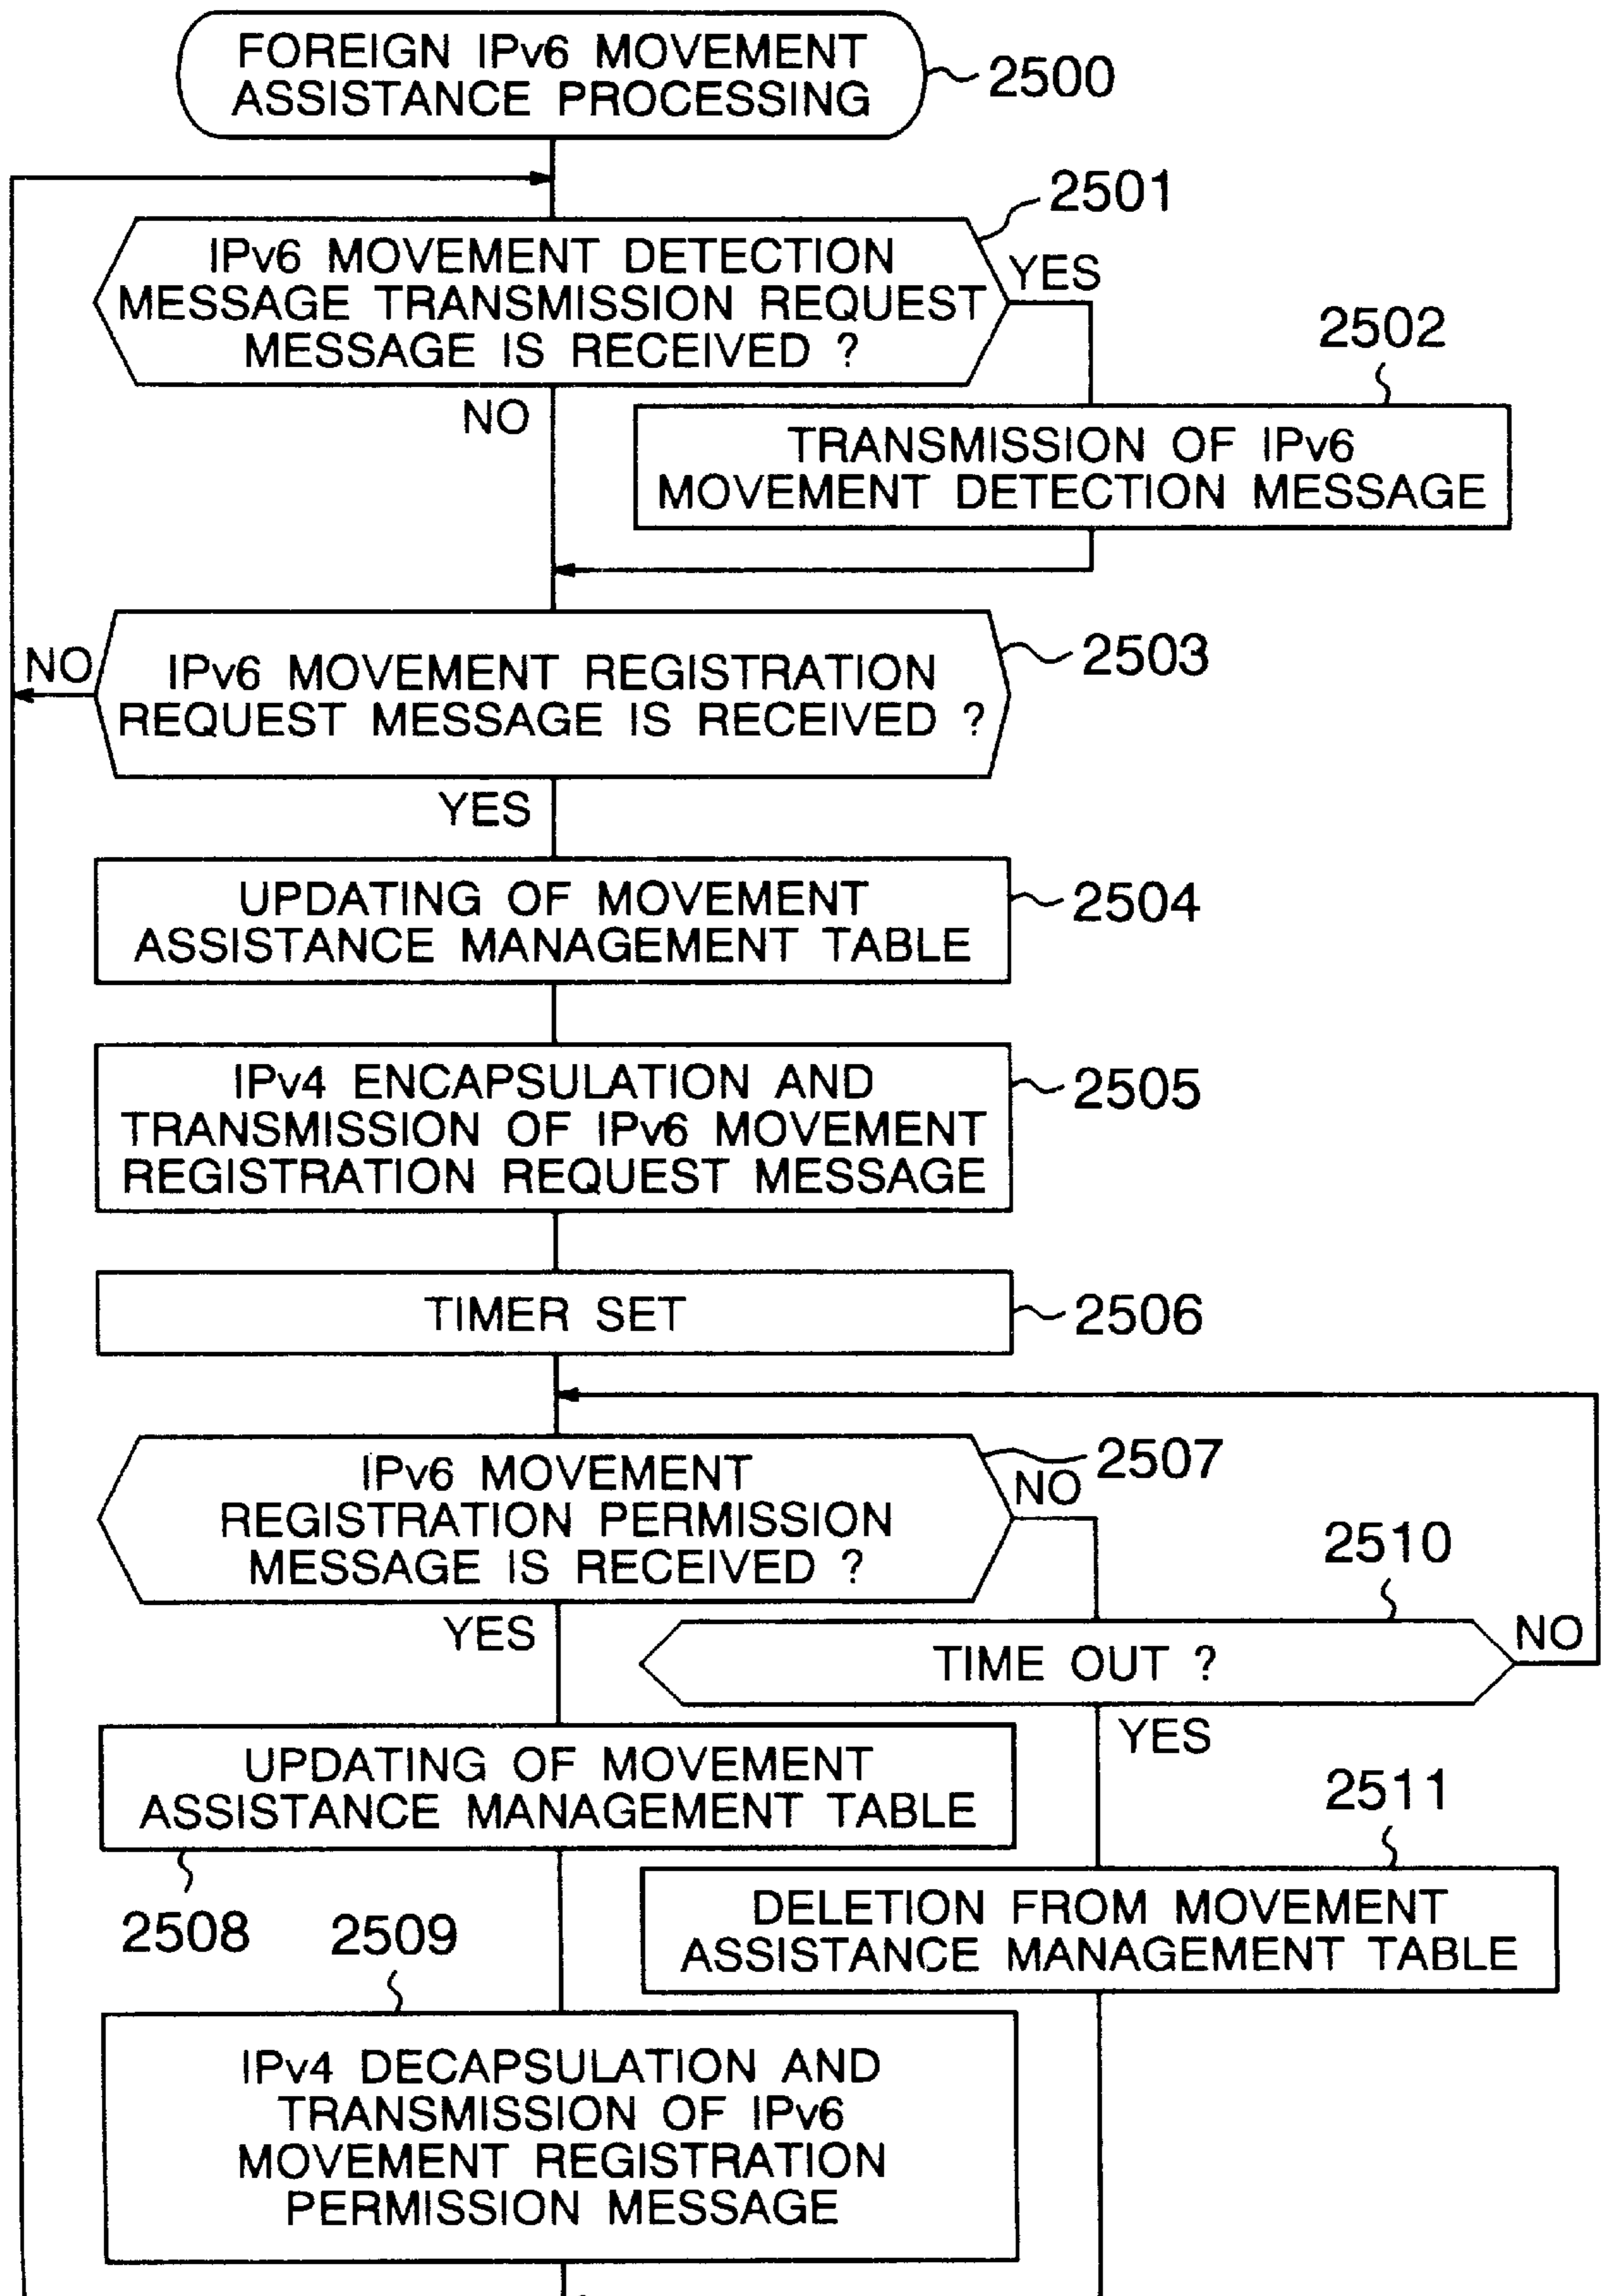 FOREIGN IPv6 MOVEMENT
ASSISTANCE PROCESSING
2500
2501
IPv6 MOVEMENT DETECTION
MESSAGE TRANSMISSION REQUEST
MESSAGE IS RECEIVED ?
YES
2502
NO
TRANSMISSION OF IPv6
MOVEMENT DETECTION MESSAGE
NO
IPv6 MOVEMENT REGISTRATION
REQUEST MESSAGE IS RECEIVED ?
2503
YES
UPDATING OF MOVEMENT
ASSISTANCE MANAGEMENT TABLE
2504
IPv4 ENCAPSULATION AND
TRANSMISSION OF IPv6 MOVEMENT
REGISTRATION REQUEST MESSAGE
2505
TIMER SET
2506
IPv6 MOVEMENT
REGISTRATION PERMISSION
MESSAGE IS RECEIVED ?
2507
NO
2510
YES
TIME OUT ?
NO
YES
UPDATING OF MOVEMENT
ASSISTANCE MANAGEMENT TABLE
2508
2511
DELETION FROM MOVEMENT
ASSISTANCE MANAGEMENT TABLE
2509
IPv4 DECAPSULATION AND
TRANSMISSION OF IPv6
MOVEMENT REGISTRATION
PERMISSION MESSAGE